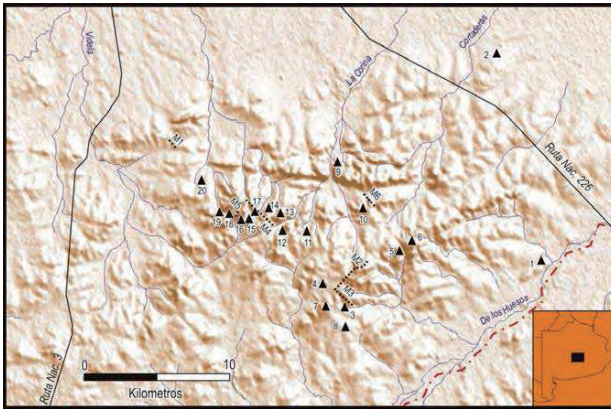 Videla
La Corina
Cortaderas
2
Ruta Nac. 226
M1
9
20
M6
17
14
M5
13
10
19
18
16
15
M4
12
11
6
5
1
M2
4
M3
7
3
8
De los Huesos
Ruta Nac. 3
0
10
Kilometros